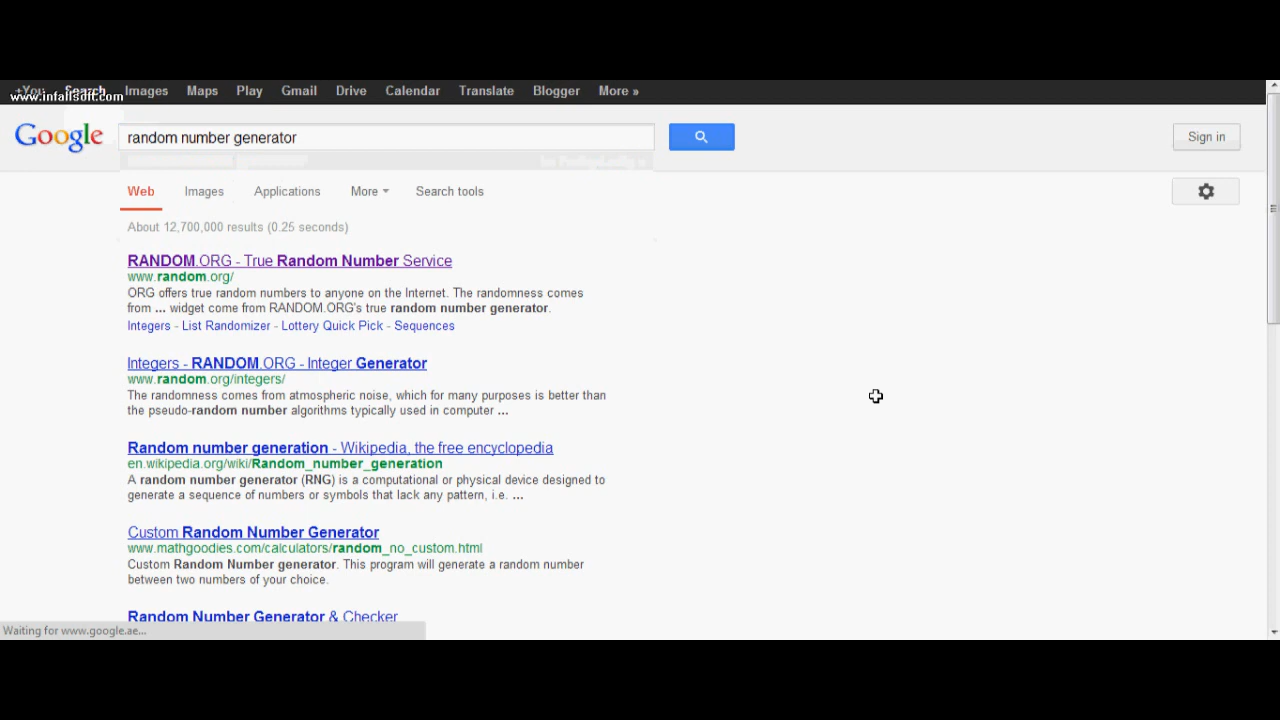 +You Search Images Maps Play Gmail Drive Calendar Translate Blogger More »
www.infallsoft.com
Google random number generator Sign in
Web Images Applications More Search tools
About 12,700,000 results (0.25 seconds)
RANDOM.ORG - True Random Number Service
www.random.org/
ORG offers true random numbers to anyone on the Internet. The randomness comes
from ... widget come from RANDOM.ORG's true random number generator.
Integers - List Randomizer - Lottery Quick Pick - Sequences
Integers - RANDOM.ORG - Integer Generator
www.random.org/integers/
The randomness comes from atmospheric noise, which for many purposes is better than
the pseudo-random number algorithms typically used in computer ...
Random number generation - Wikipedia, the free encyclopedia
en.wikipedia.org/wiki/Random_number_generation
A random number generator (RNG) is a computational or physical device designed to
generate a sequence of numbers or symbols that lack any pattern, i.e. ...
Custom Random Number Generator
www.mathgoodies.com/calculators/random_no_custom.html
Custom Random Number generator. This program will generate a random number
between two numbers of your choice.
Random Number Generator & Checker
Waiting for www.google.ae...